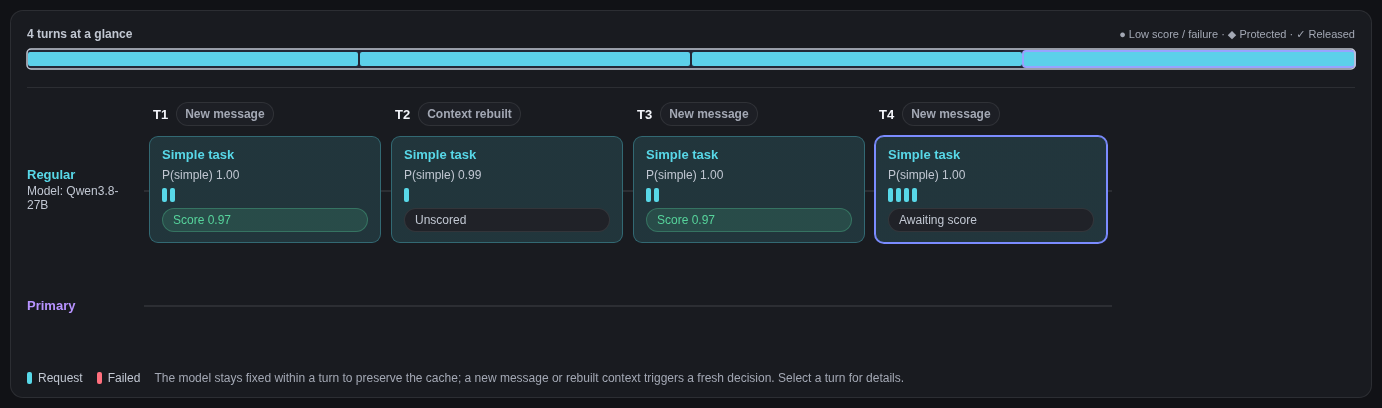 4 turns at a glance
● Low score / failure · ◆ Protected · ✓ Released
T1 New message
T2 Context rebuilt
T3 New message
T4 New message
Regular
Model: Qwen3.8-
27B
Simple task
P(simple) 1.00
Score 0.97
Simple task
P(simple) 0.99
Unscored
Simple task
P(simple) 1.00
Score 0.97
Simple task
P(simple) 1.00
Awaiting score
Primary
Request
Failed
The model stays fixed within a turn to preserve the cache; a new message or rebuilt context triggers a fresh decision. Select a turn for details.